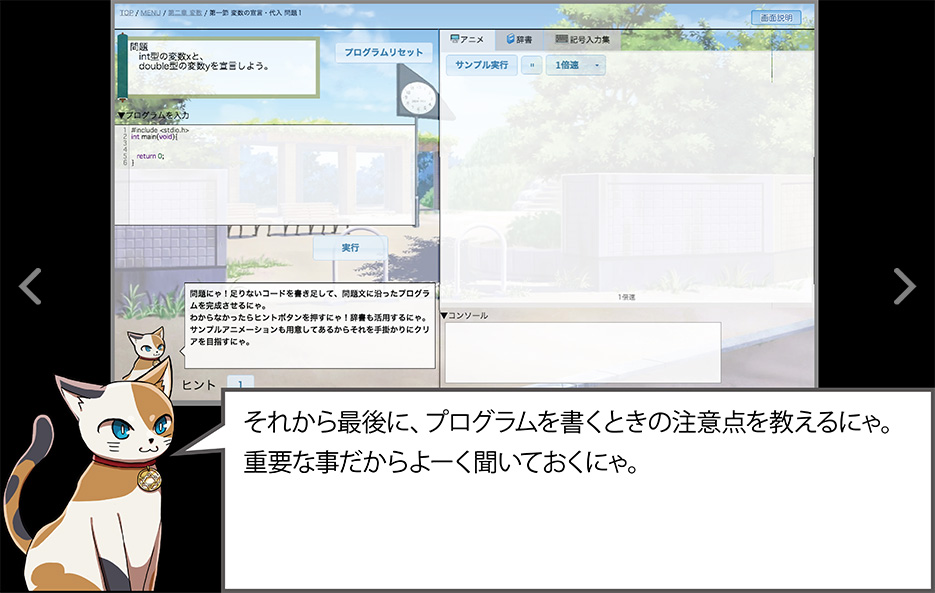 TOP / MENU / 第二章 変数 / 第一節 変数の宣言・代入 問題1
画面説明
問題
int型の変数xと、
double型の変数yを宣言しよう。
プログラムリセット
アニメ
辞書
記号入力集
サンプル実行
1倍速
▼プログラムを入力
1 #include <stdio.h>
2 int main(void){
3
4
5 return 0;
6 }
実行
1倍速
問題にゃ！足りないコードを書き足して、問題文に沿ったプログラ
ムを完成させるにゃ。
わからなかったらヒントボタンを押すにゃ！辞書も活用するにゃ。
サンプルアニメーションも用意してあるからそれを手掛かりにクリ
アを目指すにゃ。
▼コンソール
ヒント
1
それから最後に、プログラムを書くときの注意点を教えるにゃ。
重要な事だからよーく聞いておくにゃ。